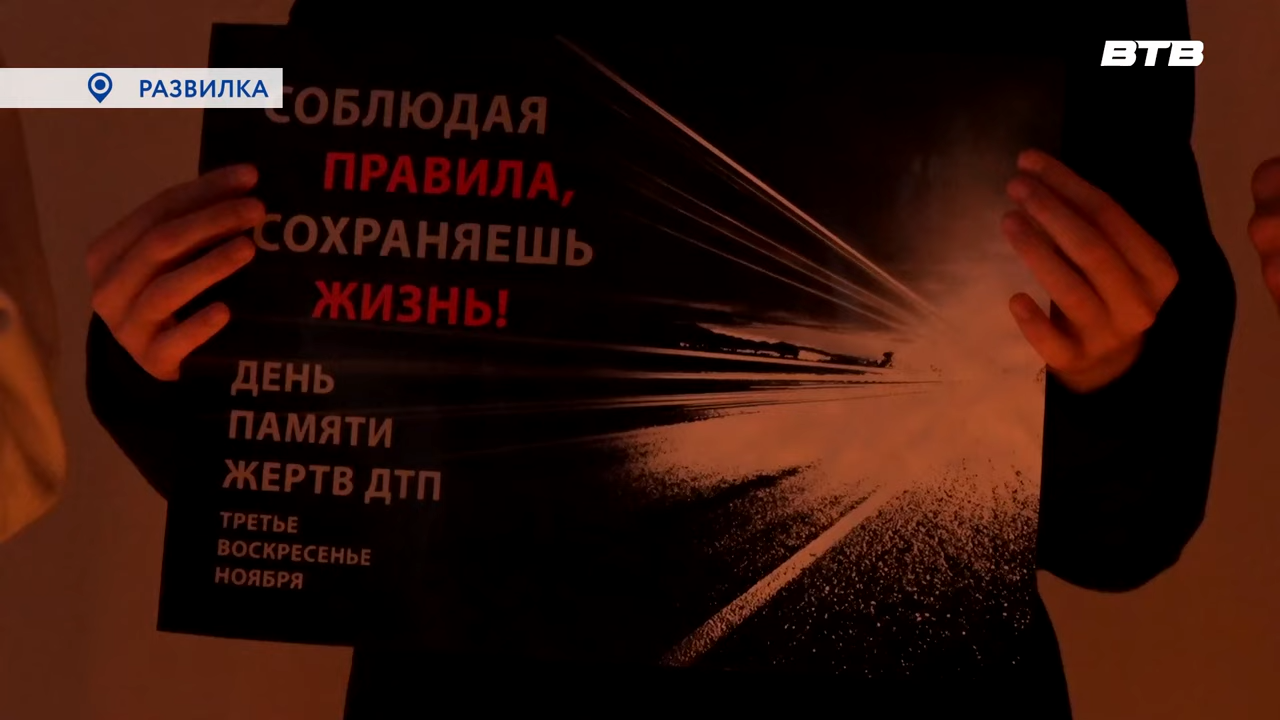 РАЗВИЛКА
ВТВ
СОБЛЮДАЯ
ПРАВИЛА,
СОХРАНЯЕШЬ
ЖИЗНЬ!
ДЕНЬ
ПАМЯТИ
ЖЕРТВ ДТП
ТРЕТЬЕ
ВОСКРЕСЕНЬЕ
НОЯБРЯ